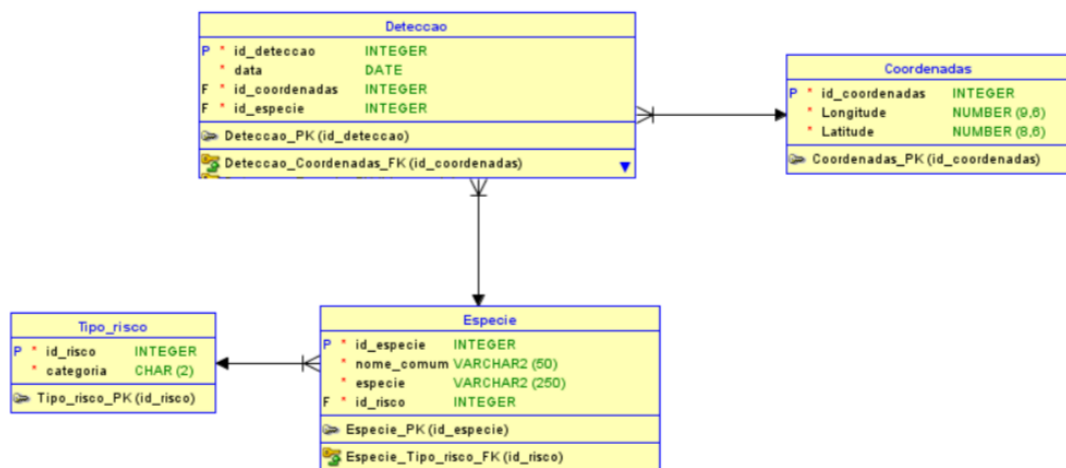 Deteccao
P * id_deteccao INTEGER
* data DATE
F * id_coordenadas INTEGER
F * id_especie INTEGER
Deteccao_PK (id_deteccao)
Deteccao_Coordenadas_FK (id_coordenadas)
Coordenadas
P * id_coordenadas INTEGER
* Longitude NUMBER (9,6)
* Latitude NUMBER (8,6)
Coordenadas_PK (id_coordenadas)
Tipo_risco
P * id_risco INTEGER
* categoria CHAR (2)
Tipo_risco_PK (id_risco)
Especie
P * id_especie INTEGER
* nome_comum VARCHAR2 (50)
* especie VARCHAR2 (250)
F * id_risco INTEGER
Especie_PK (id_especie)
Especie_Tipo_risco_FK (id_risco)